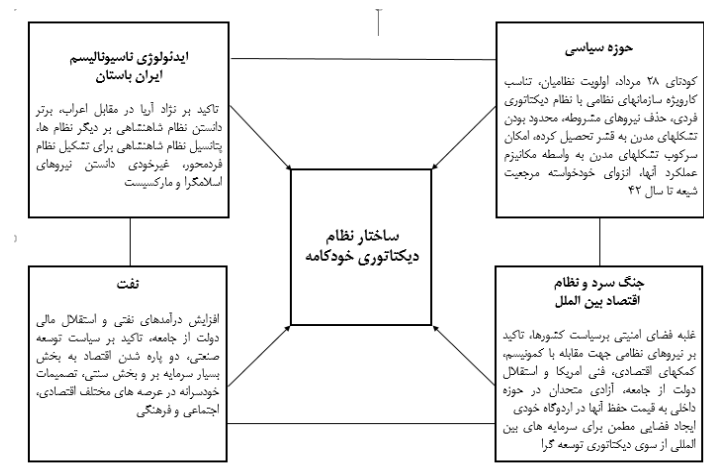 حوزه سیاسی
کودتای ۲۸ مرداد، اولویت نظامیان، تناسب
کارویژه سازمانهای نظامی با نظام دیکتاتوری
فردی، حذف نیروهای مشروطه، محدود بودن
تشکلهای مدرن به قشر تحصیل کرده، امکان
سرکوب تشکلهای مدرن به واسطه مکانیزم
عملکرد آنها، انزوای خودخواسته مرجعیت
شیعه تا سال ۴۲
ایدئولوژی ناسیونالیسم
ایران باستان
تاکید بر نژاد آریا در مقابل اعراب، برتر
دانستن نظام شاهنشاهی بر دیگر نظام ها،
پتانسیل نظام شاهنشاهی برای تشکیل نظام
فردمحور، غیرخودی دانستن نیروهای
اسلامگرا و مارکسیست
ساختار نظام
دیکتاتوری خودکامه
جنگ سرد و نظام
اقتصاد بین الملل
غلبه فضای امنیتی برسیاست کشورها، تاکید
بر نیروهای نظامی جهت مقابله با کمونیسم،
کمکهای اقتصادی، فنی امریکا و استقلال
دولت از جامعه، آزادی متحدان در حوزه
داخلی به قیمت حفظ آنها در اردوگاه خودی
ایجاد فضایی مطمن برای سرمایه های بین
المللی از سوی دیکتاتوری توسعه گرا
نفت
افزایش درآمدهای نفتی و استقلال مالی
دولت از جامعه، تاکید بر سیاست توسعه
صنعتی، دو پاره شدن اقتصاد به بخش
بسیار سرمایه بر و بخش سنتی، تصمیمات
خودسرانه در عرصه های مختلف اقتصادی،
اجتماعی و فرهنگی